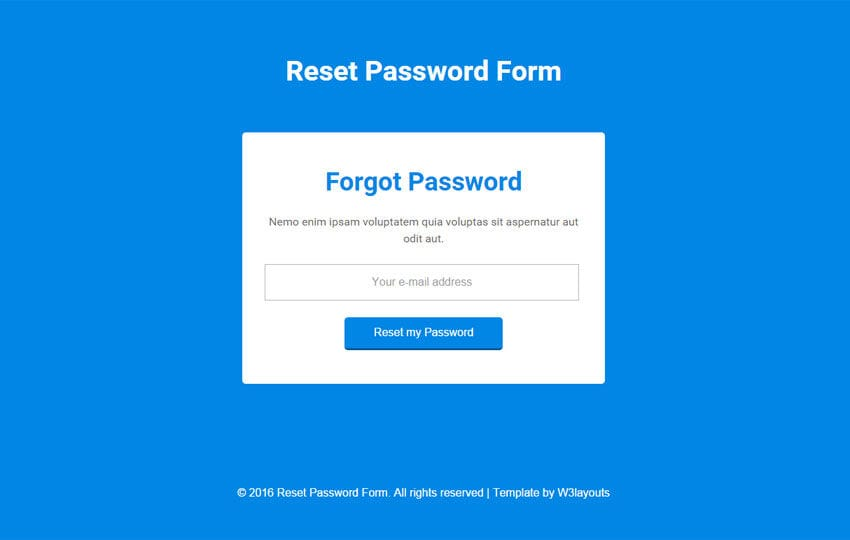 Reset Password Form
Forgot Password
Nemo enim ipsam voluptatem quia voluptas sit aspernatur aut
odit aut.
Your e-mail address
Reset my Password
© 2016 Reset Password Form. All rights reserved | Template by W3layouts